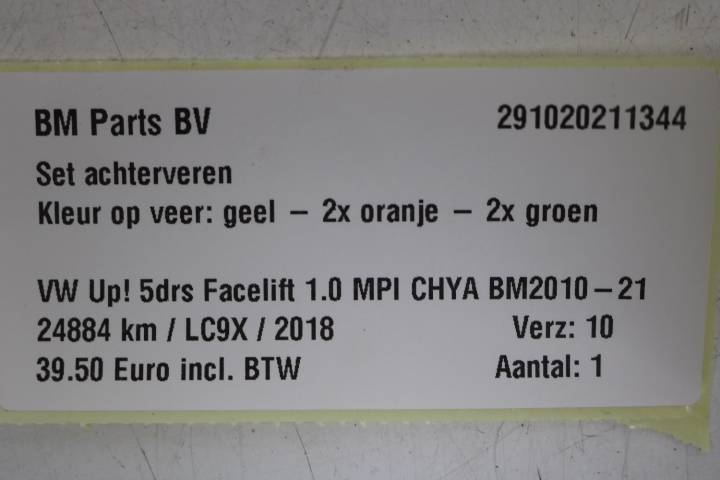 BM Parts BV 291020211344
Set achterveren
Kleur op veer: geel – 2x oranje – 2x groen
VW Up! 5drs Facelift 1.0 MPI CHYA BM2010–21
24884 km / LC9X / 2018 Verz: 10
39.50 Euro incl. BTW Aantal: 1